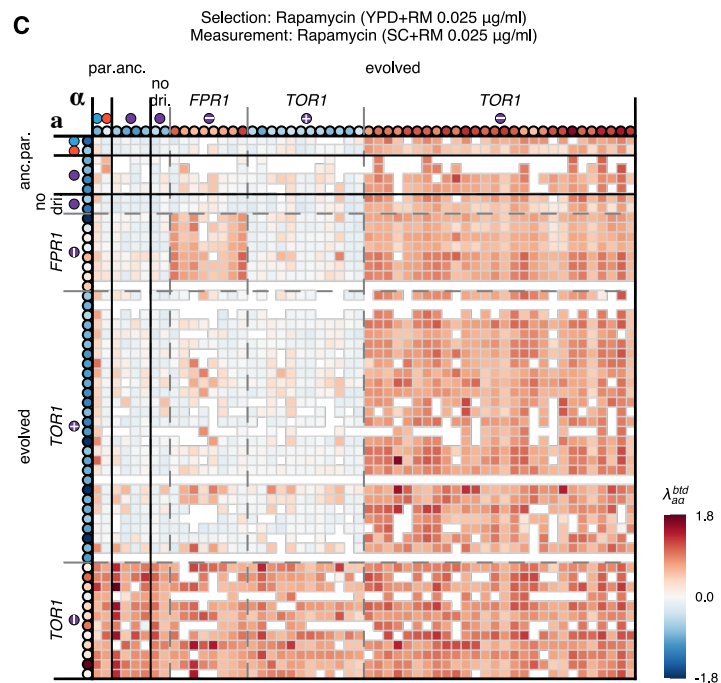 C
Selection: Rapamycin (YPD+RM 0.025 µg/ml)
Measurement: Rapamycin (SC+RM 0.025 µg/ml)
par. anc.
evolved
no
dri.
FPR1
TOR1
TOR1
α
a
−
+
−
anc. par.
no
dri.
FPR1
−
evolved
TOR1
+
TOR1
−
λ btd aα
1.8
0.0
-1.8